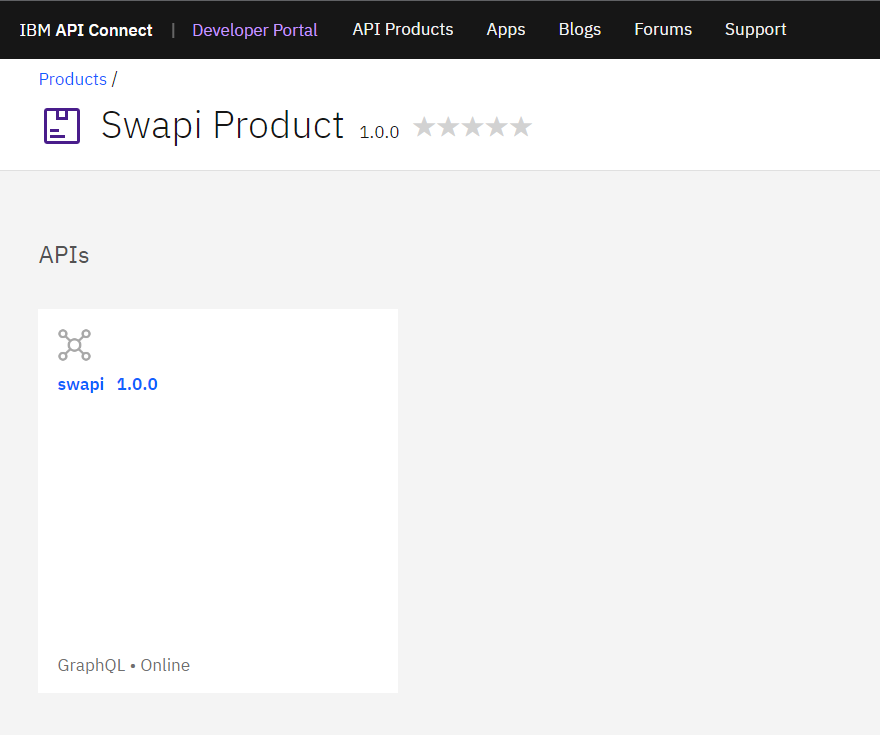 IBM API Connect | Developer Portal API Products Apps Blogs Forums Support
Products /
Swapi Product 1.0.0
APIs
swapi 1.0.0
GraphQL • Online